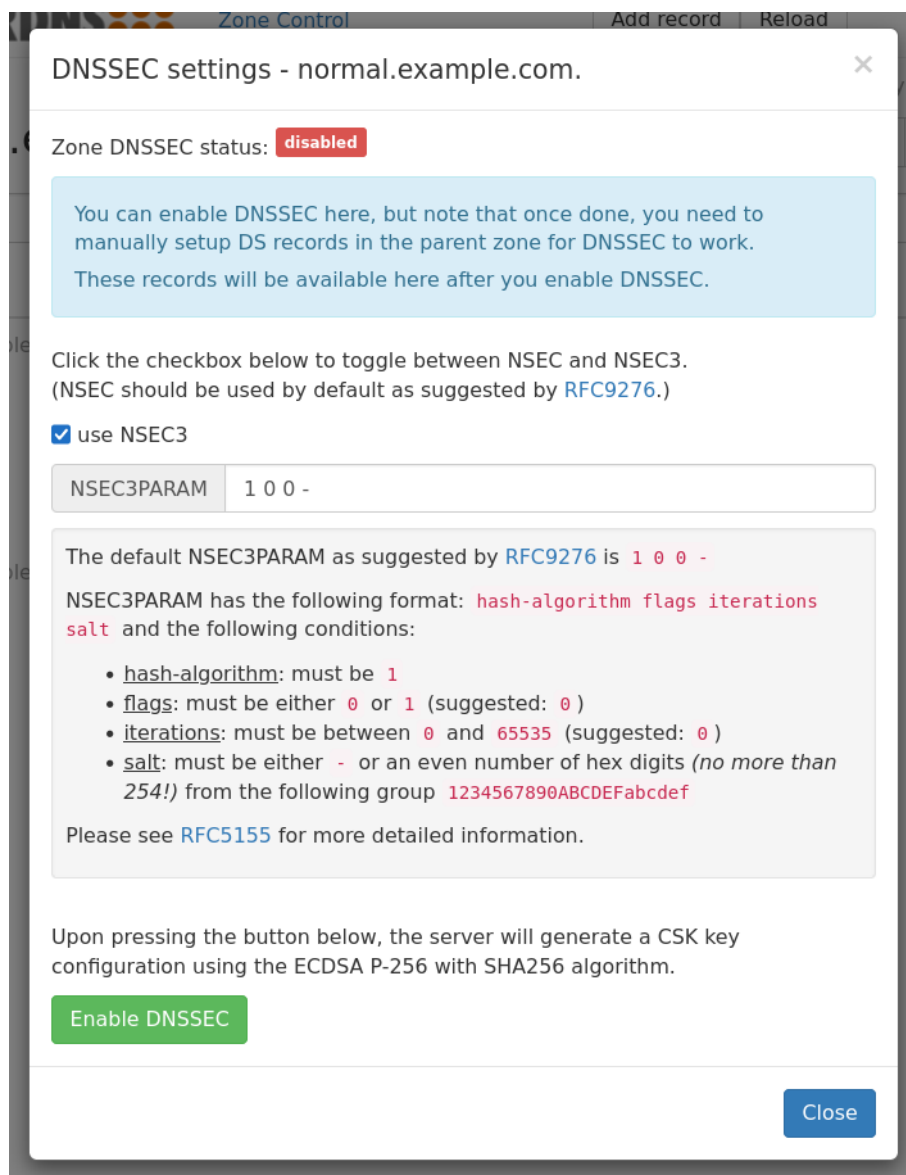 Zone Control
Add record
Reload
DNSSEC settings - normal.example.com.
×
Zone DNSSEC status: disabled
You can enable DNSSEC here, but note that once done, you need to
manually setup DS records in the parent zone for DNSSEC to work.
These records will be available here after you enable DNSSEC.
Click the checkbox below to toggle between NSEC and NSEC3.
(NSEC should be used by default as suggested by RFC9276.)
use NSEC3
NSEC3PARAM 1 0 0 -
The default NSEC3PARAM as suggested by RFC9276 is 1 0 0 -
NSEC3PARAM has the following format: hash-algorithm flags iterations
salt and the following conditions:
• hash-algorithm: must be 1
• flags: must be either 0 or 1 (suggested: 0)
• iterations: must be between 0 and 65535 (suggested: 0)
• salt: must be either - or an even number of hex digits (no more than
254!) from the following group 1234567890ABCDEFabcdef
Please see RFC5155 for more detailed information.
Upon pressing the button below, the server will generate a CSK key
configuration using the ECDSA P-256 with SHA256 algorithm.
Enable DNSSEC
Close